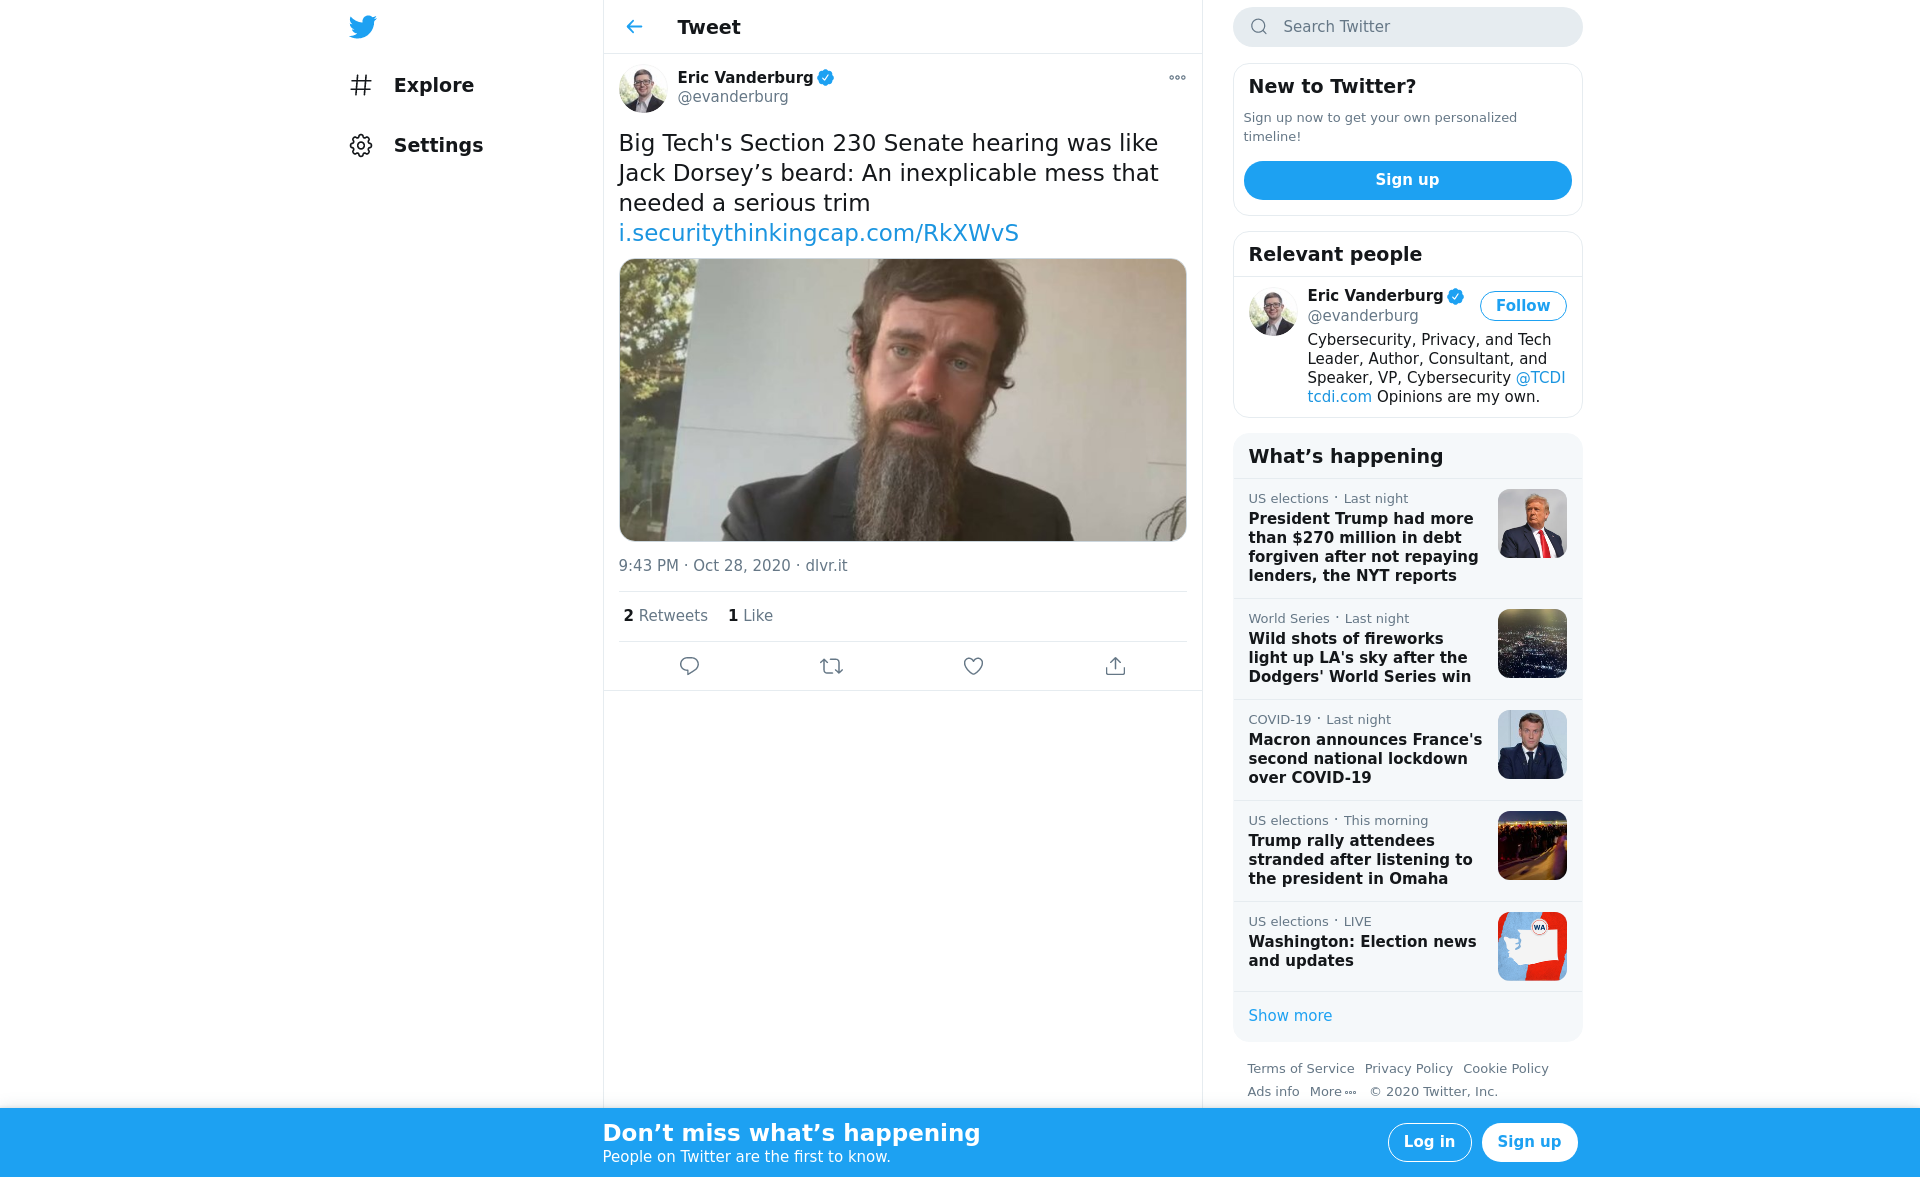 Explore
Settings
Tweet
Eric Vanderburg
@evanderburg
Big Tech's Section 230 Senate hearing was like
Jack Dorsey’s beard: An inexplicable mess that
needed a serious trim
i.securitythinkingcap.com/RkXWvS
9:43 PM · Oct 28, 2020 · dlvr.it
2 Retweets 1 Like
Search Twitter
New to Twitter?
Sign up now to get your own personalized
timeline!
Sign up
Relevant people
Eric Vanderburg
@evanderburg
Follow
Cybersecurity, Privacy, and Tech
Leader, Author, Consultant, and
Speaker, VP, Cybersecurity @TCDI
tcdi.com Opinions are my own.
What’s happening
US elections · Last night
President Trump had more
than $270 million in debt
forgiven after not repaying
lenders, the NYT reports
World Series · Last night
Wild shots of fireworks
light up LA's sky after the
Dodgers' World Series win
COVID-19 · Last night
Macron announces France's
second national lockdown
over COVID-19
US elections · This morning
Trump rally attendees
stranded after listening to
the president in Omaha
US elections · LIVE
Washington: Election news
and updates
WA
Show more
Terms of Service Privacy Policy Cookie Policy
Ads info More © 2020 Twitter, Inc.
Don’t miss what’s happening
People on Twitter are the first to know.
Log in
Sign up